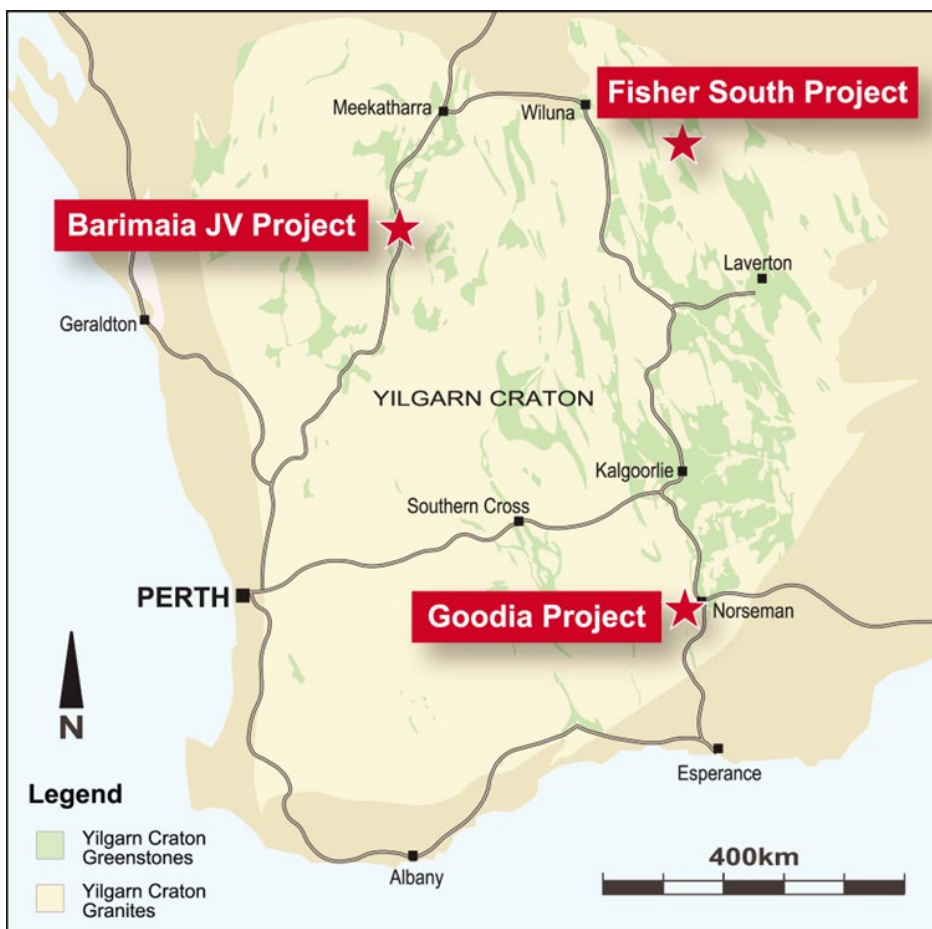 Fisher South Project
Meekatharra
Wiluna
Barimaia JV Project
Laverton
Geraldton
YILGARN CRATON
Kalgoorlie
Southern Cross
PERTH
Goodia Project
Norseman
N
Esperance
Legend
Yilgarn Craton
Greenstones
Yilgarn Craton
Granites
400km
Albany